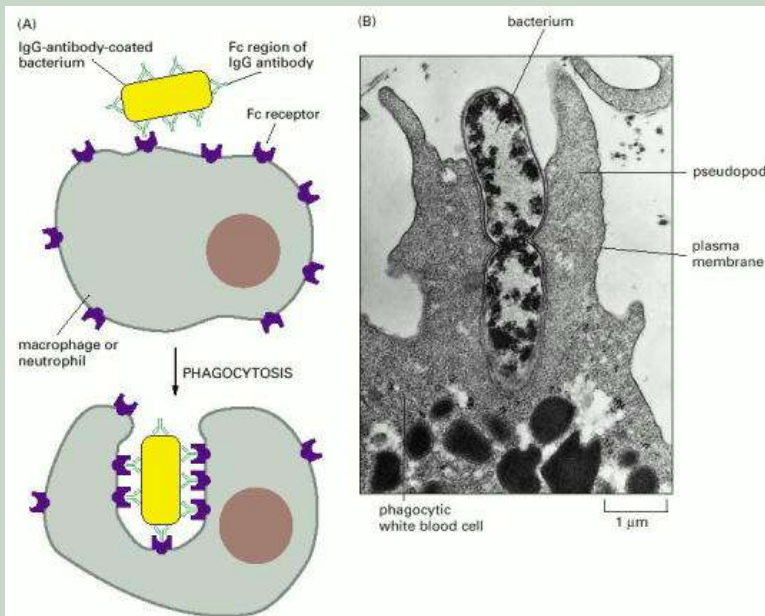 (A)
IgG-antibody-coated
bacterium
Fc region of
IgG antibody
Fc receptor
macrophage or
neutrophil
PHAGOCYTOSIS
(B)
bacterium
pseudopod
plasma
membrane
phagocytic
white blood cell
1 µm